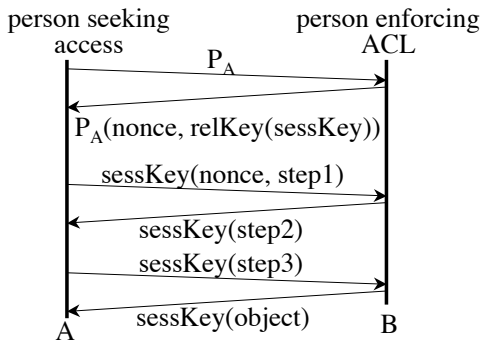 person seeking
access
person enforcing
ACL
P_A
P_A(nonce, relKey(sessKey))
sessKey(nonce, step1)
sessKey(step2)
sessKey(step3)
sessKey(object)
A
B